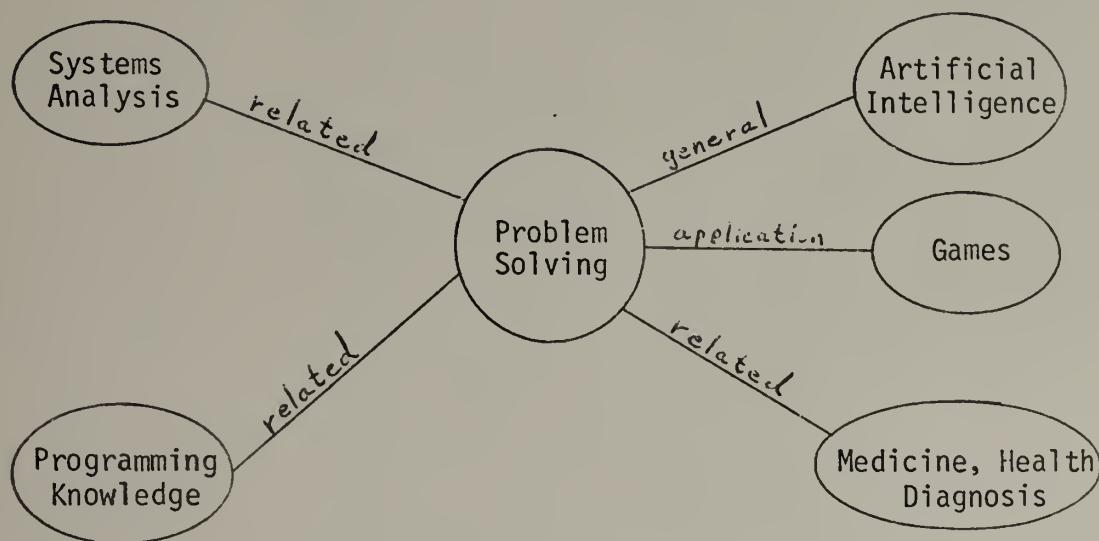 Systems
Analysis
related
Programming
Knowledge
related
Problem
Solving
general
Artificial
Intelligence
application
Games
related
Medicine, Health
Diagnosis